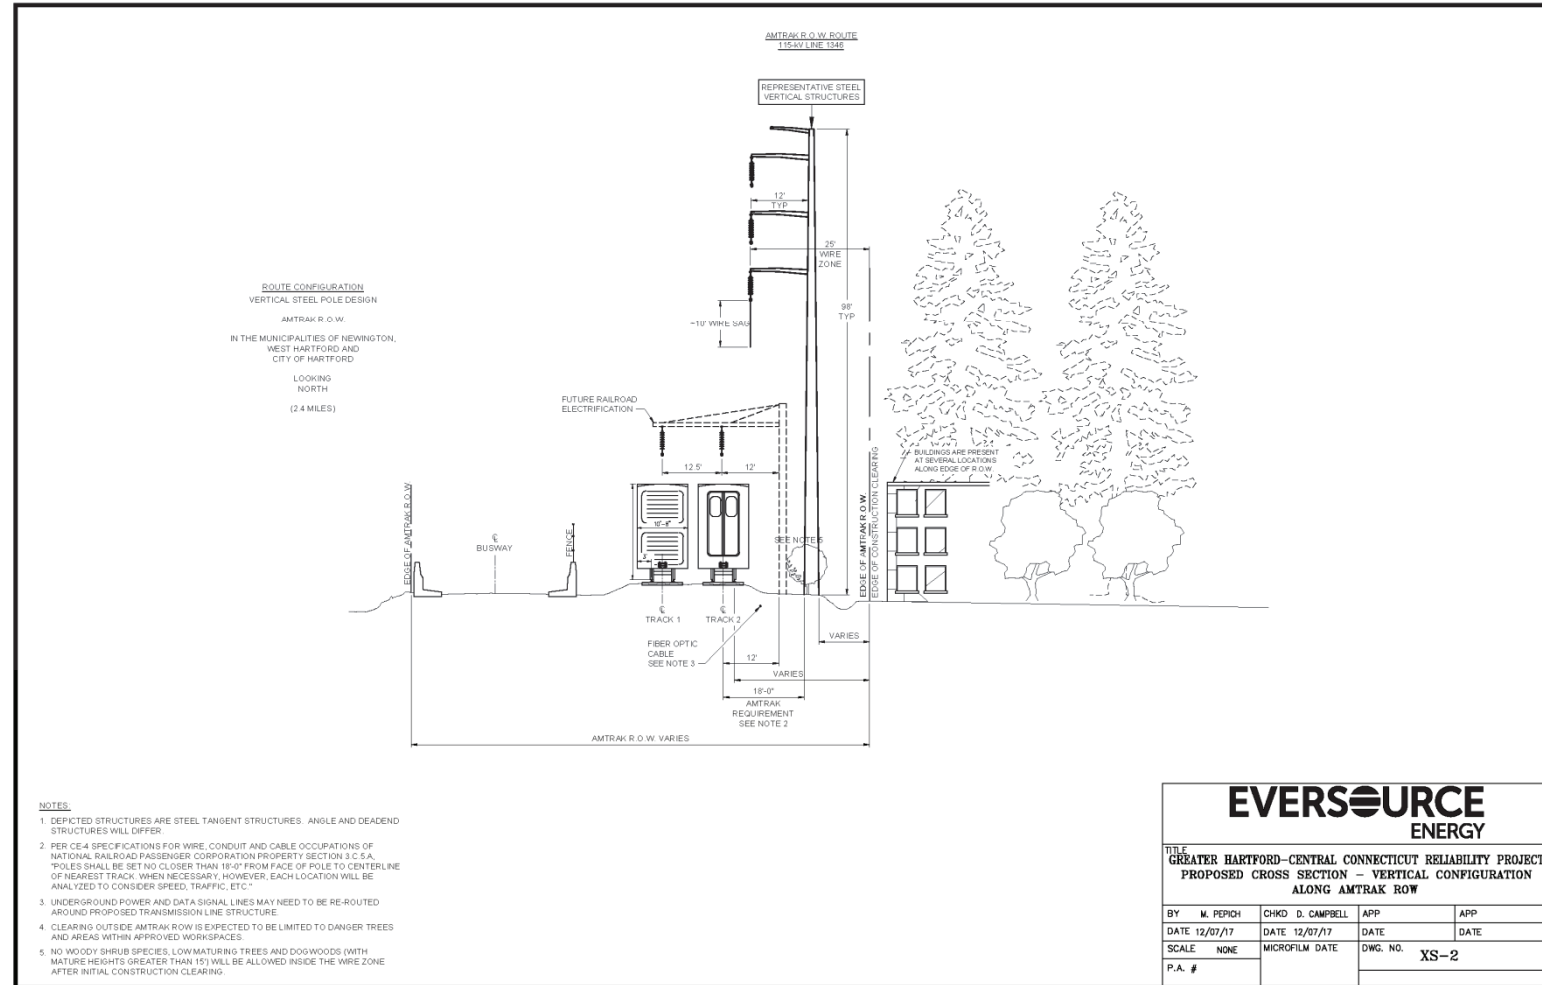 AMTRAK R.O.W. ROUTE
115-kV LINE 1346
REPRESENTATIVE STEEL
VERTICAL STRUCTURES
12'
TYP
25'
WIRE
ZONE
98'
TYP
~10' WIRE SAG
ROUTE CONFIGURATION
VERTICAL STEEL POLE DESIGN
AMTRAK R.O.W.
IN THE MUNICIPALITIES OF NEWINGTON,
WEST HARTFORD AND
CITY OF HARTFORD
LOOKING
NORTH
(2.4 MILES)
FUTURE RAILROAD
ELECTRIFICATION
12.5'
12'
BUILDINGS ARE PRESENT
AT SEVERAL LOCATIONS
ALONG EDGE OF R.O.W.
EDGE OF AMTRAK R.O.W.
BUSWAY
FENCE
10'-6"
3'
SEE NOTE 5
EDGE OF AMTRAK R.O.W.
EDGE OF CONSTRUCTION CLEARING
TRACK 1
TRACK 2
FIBER OPTIC
CABLE
SEE NOTE 3
12'
VARIES
VARIES
18'-0"
AMTRAK
REQUIREMENT
SEE NOTE 2
AMTRAK R.O.W. VARIES
NOTES:
1. DEPICTED STRUCTURES ARE STEEL TANGENT STRUCTURES. ANGLE AND DEADEND
STRUCTURES WILL DIFFER.
2. PER CE-4 SPECIFICATIONS FOR WIRE, CONDUIT AND CABLE OCCUPATIONS OF
NATIONAL RAILROAD PASSENGER CORPORATION PROPERTY SECTION 3.C.5.A,
"POLES SHALL BE SET NO CLOSER THAN 18'-0" FROM FACE OF POLE TO CENTERLINE
OF NEAREST TRACK. WHEN NECESSARY, HOWEVER, EACH LOCATION WILL BE
ANALYZED TO CONSIDER SPEED, TRAFFIC, ETC."
3. UNDERGROUND POWER AND DATA SIGNAL LINES MAY NEED TO BE RE-ROUTED
AROUND PROPOSED TRANSMISSION LINE STRUCTURE.
4. CLEARING OUTSIDE AMTRAK ROW IS EXPECTED TO BE LIMITED TO DANGER TREES
AND AREAS WITHIN APPROVED WORKSPACES.
5. NO WOODY SHRUB SPECIES, LOW MATURING TREES AND DOGWOODS (WITH
MATURE HEIGHTS GREATER THAN 15') WILL BE ALLOWED INSIDE THE WIRE ZONE
AFTER INITIAL CONSTRUCTION CLEARING.
EVERSOURCE
ENERGY
TITLE
GREATER HARTFORD-CENTRAL CONNECTICUT RELIABILITY PROJECT
PROPOSED CROSS SECTION - VERTICAL CONFIGURATION
ALONG AMTRAK ROW
BY M. PEPICH CHKD D. CAMPBELL APP APP
DATE 12/07/17 DATE 12/07/17 DATE DATE
SCALE NONE MICROFILM DATE DWG. NO. XS-2
P.A. #